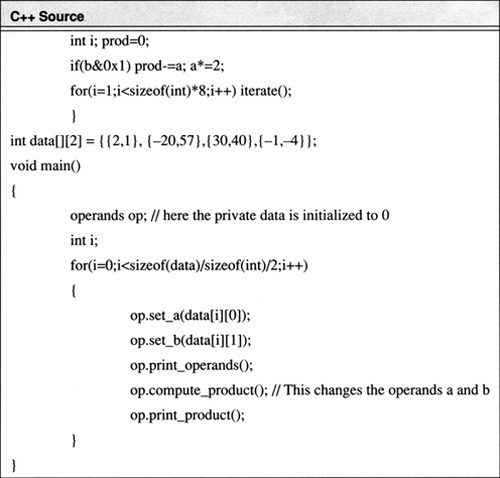 C++ Source
int i; prod=0;
if(b&0x1) prod-=a; a*=2;
for(i=1;i<sizeof(int)*8;i++) iterate();
}
int data[][2] = {{2,1}, {−20,57},{30,40},{−1,−4}};
void main()
{
operands op; // here the private data is initialized to 0
int i;
for(i=0;i<sizeof(data)/sizeof(int)/2;i++)
{
op.set_a(data[i][0]);
op.set_b(data[i][1]);
op.print_operands();
op.compute_product(); // This changes the operands a and b
op.print_product();
}
}